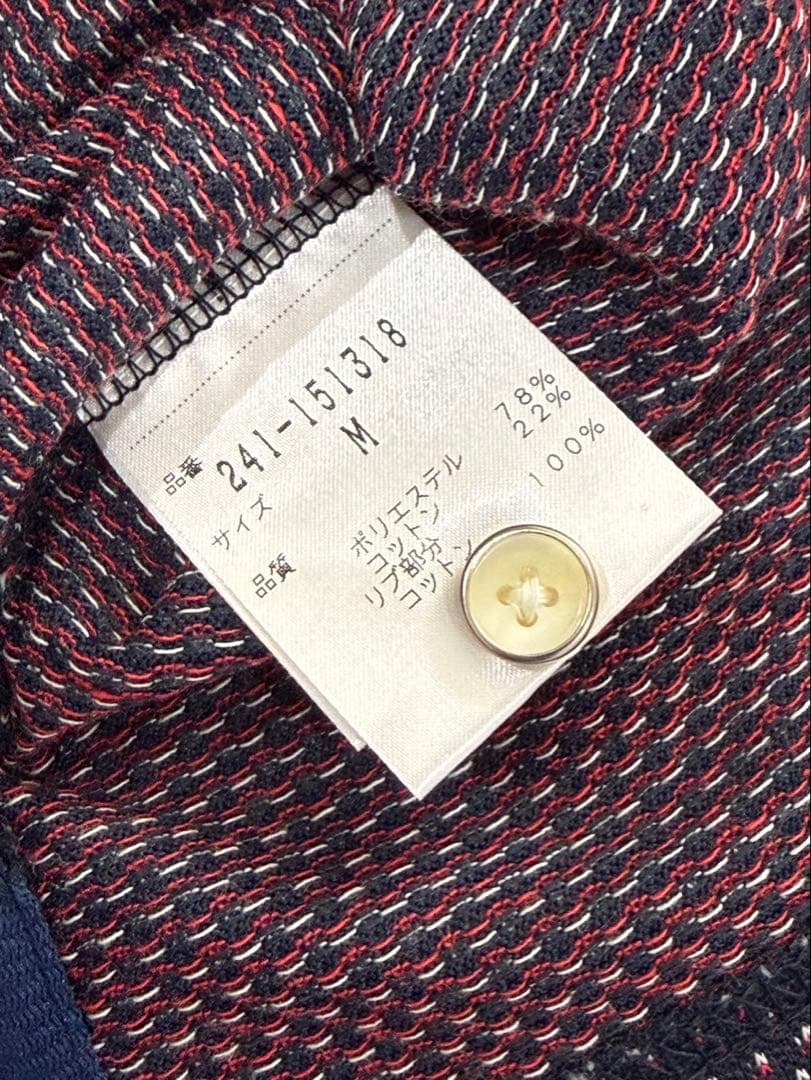 品番 241-151318
サイズ M
品質 ポリエステル 78%
コットン 22%
リブ部分
コットン 100%